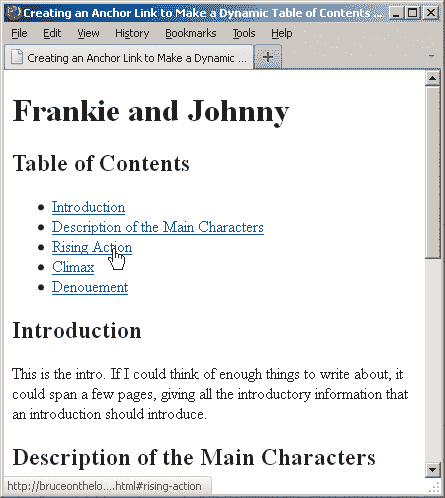 Creating an Anchor Link to Make a Dynamic Table of Contents ...
File Edit View History Bookmarks Tools Help
Creating an Anchor Link to Make a Dynamic ...
Frankie and Johnny
Table of Contents
Introduction
Description of the Main Characters
Rising Action
Climax
Denouement
Introduction
This is the intro. If I could think of enough things to write about, it
could span a few pages, giving all the introductory information that
an introduction should introduce.
Description of the Main Characters
http://bruceonthelo....html#rising-action